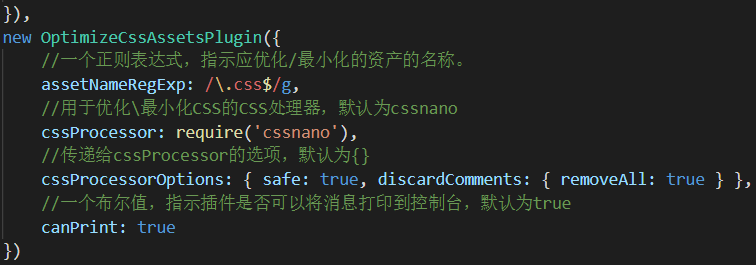 }),
new OptimizeCssAssetsPlugin({
    //一个正则表达式，指示应优化/最小化的资产的名称。
    assetNameRegExp: /\.css$/g,
    //用于优化\最小化CSS的CSS处理器，默认为cssnano
    cssProcessor: require('cssnano'),
    //传递给cssProcessor的选项，默认为{}
    cssProcessorOptions: { safe: true, discardComments: { removeAll: true } },
    //一个布尔值，指示插件是否可以将消息打印到控制台，默认为true
    canPrint: true
})